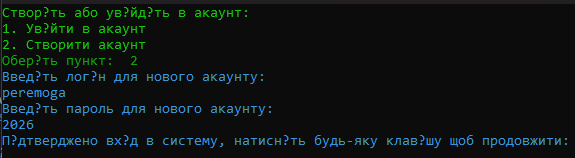 Створ?ть або ув?йд?ть в акаунт:
1. Ув?йти в акаунт
2. Створити акаунт
Обер?ть пункт:  2
Введ?ть лог?н для нового акаунту:
peremoga
Введ?ть пароль для нового акаунту:
2026
П?дтверджено вх?д в систему, натисн?ть будь-яку клав?шу щоб продовжити: